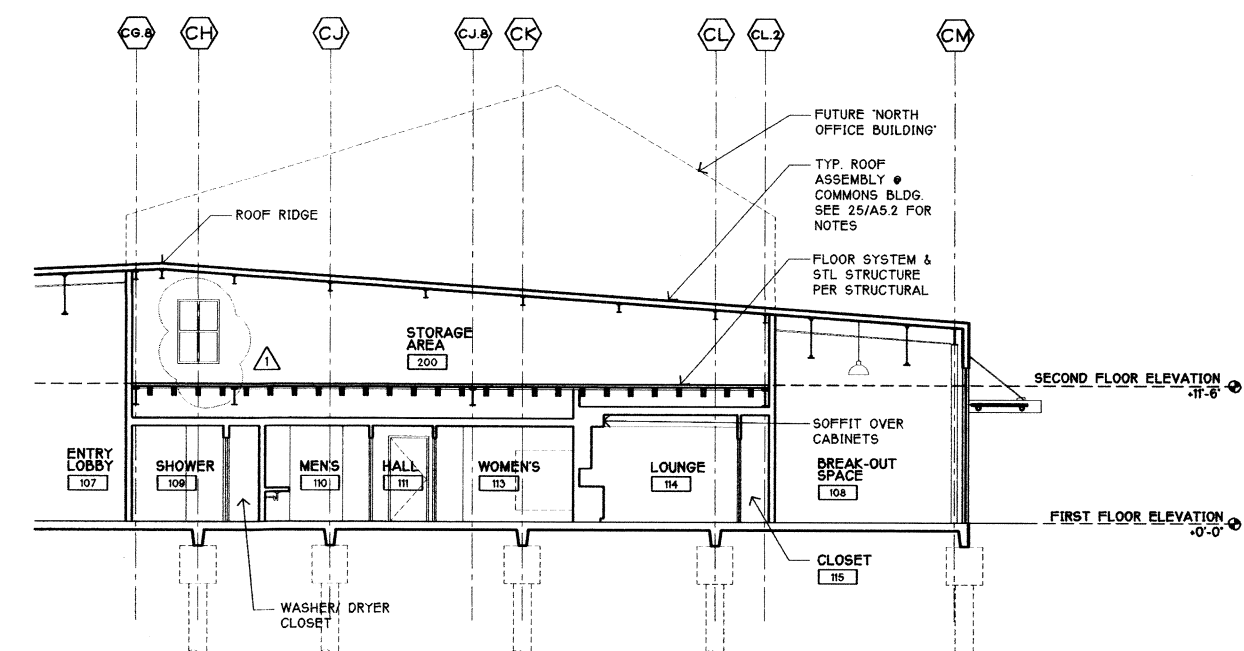 CG.8
CH
CJ
CJ.8
CK
CL
CL.2
CM
FUTURE "NORTH
OFFICE BUILDING"
TYP. ROOF
ASSEMBLY @
COMMONS BLDG.
SEE 25/A5.2 FOR
NOTES
ROOF RIDGE
FLOOR SYSTEM &
STL STRUCTURE
PER STRUCTURAL
STORAGE
AREA
200
1
SECOND FLOOR ELEVATION
+11'-6"
SOFFIT OVER
CABINETS
ENTRY
LOBBY
107
SHOWER
109
MEN'S
110
HALL
111
WOMEN'S
113
LOUNGE
114
BREAK-OUT
SPACE
108
FIRST FLOOR ELEVATION
+0'-0"
CLOSET
115
WASHER/ DRYER
CLOSET